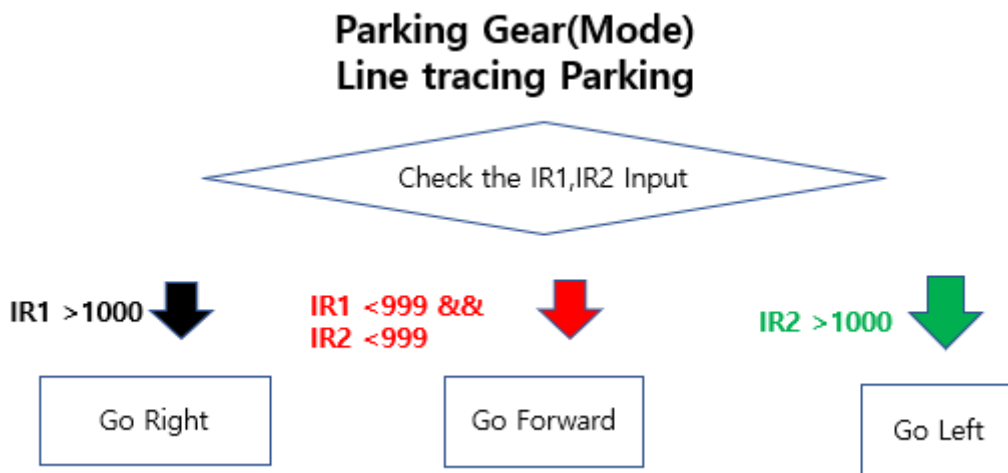 Parking Gear(Mode)
Line tracing Parking
Check the IR1,IR2 Input
IR1 >1000
IR1 <999 &&
IR2 <999
IR2 >1000
Go Right
Go Forward
Go Left